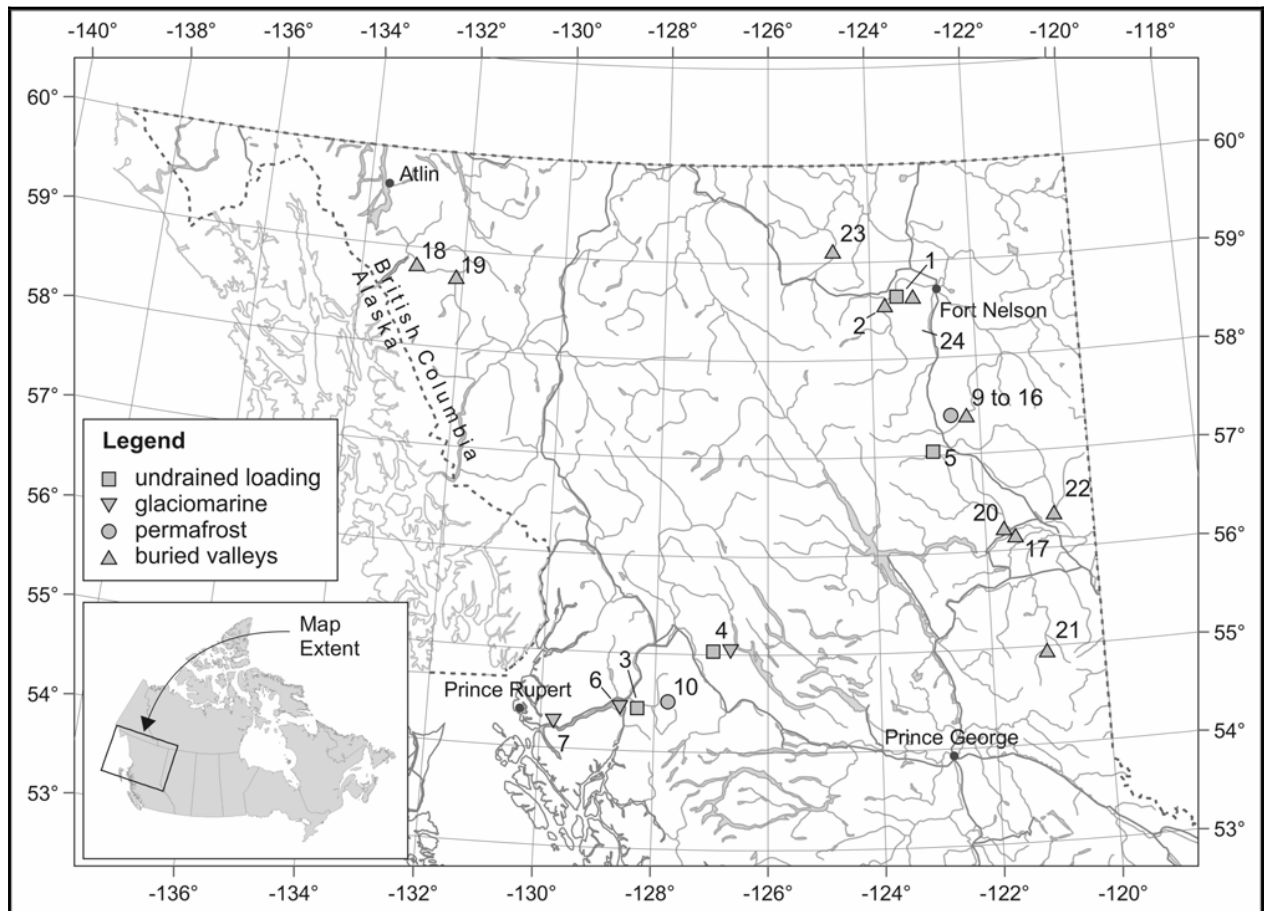 -140° -138° -136° -134° -132° -130° -128° -126° -124° -122° -120° -118°
60°
59°
58°
57°
56°
55°
54°
53°
60°
59°
58°
57°
56°
55°
54°
53°
Atlin
18
19
British Columbia
Alaska
23
1
2
Fort Nelson
24
9 to 16
5
22
20
17
21
4
3
6
10
7
Prince Rupert
Prince George
Legend
undrained loading
glaciomarine
permafrost
buried valleys
Map
Extent
-136° -134° -132° -130° -128° -126° -124° -122° -120°